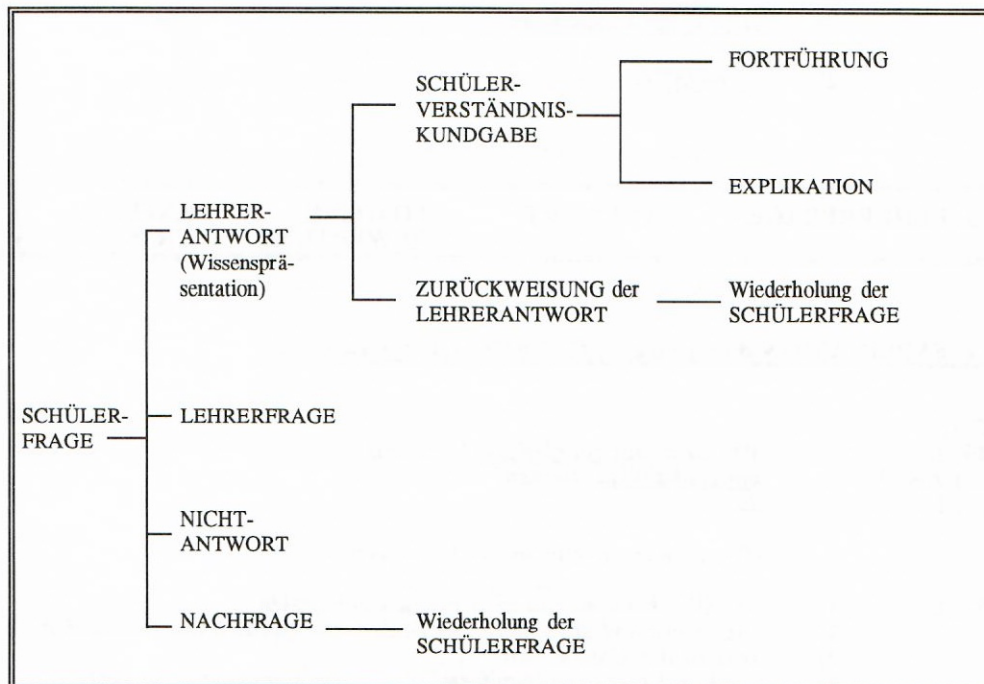 FORTFÜHRUNG
SCHÜLER-
VERSTÄNDNIS-
KUNDGABE
EXPLIKATION
LEHRER-
ANTWORT
(Wissensprä-
sentation)
ZURÜCKWEISUNG der
LEHRERANTWORT
Wiederholung der
SCHÜLERFRAGE
SCHÜLER-
FRAGE
LEHRERFRAGE
NICHT-
ANTWORT
NACHFRAGE
Wiederholung der
SCHÜLERFRAGE